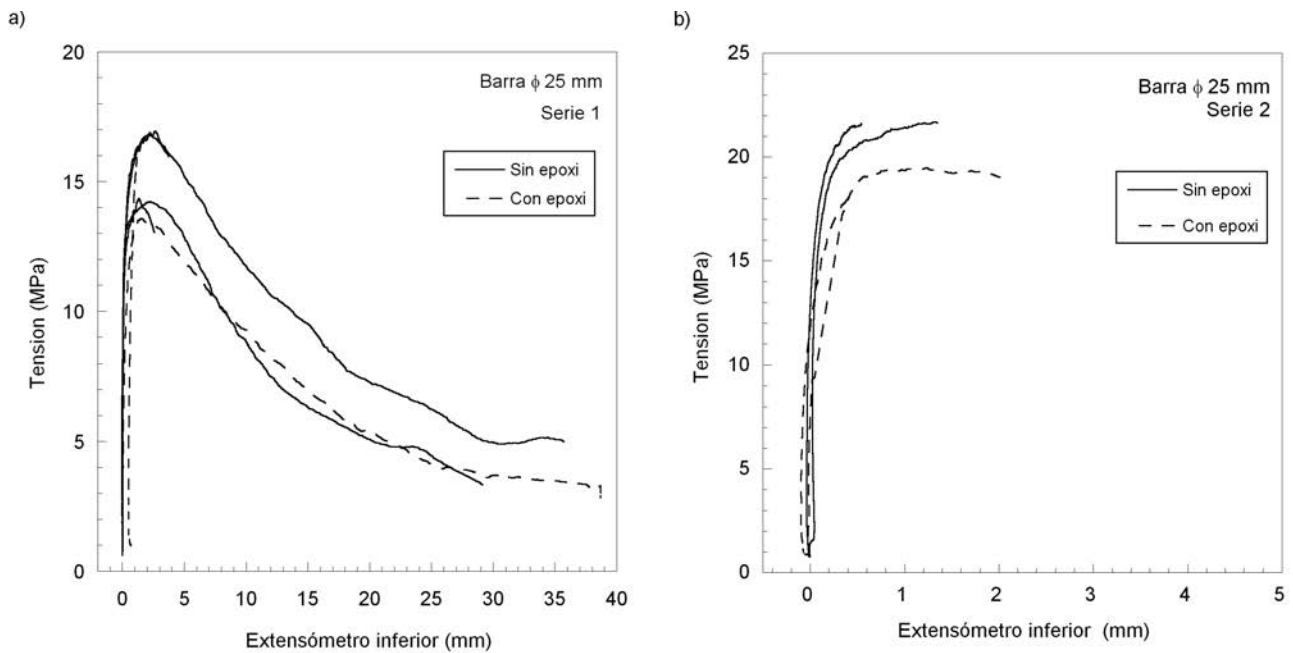 a)
20
15
10
5
0
Tension (MPa)
Barra ϕ 25 mm
Serie 1
Sin epoxi
Con epoxi
0 5 10 15 20 25 30 35 40
Extensómetro inferior (mm)
b)
25
20
15
10
5
0
Tension (MPa)
Barra ϕ 25 mm
Serie 2
Sin epoxi
Con epoxi
0 1 2 3 4 5
Extensómetro inferior (mm)